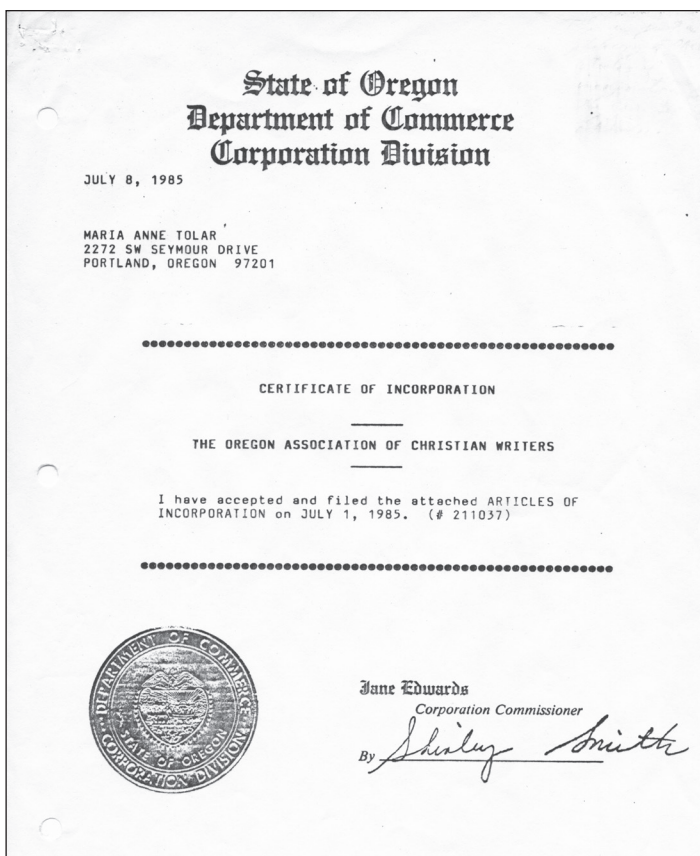 State of Oregon
Department of Commerce
Corporation Division
JULY 8, 1985
MARIA ANNE TOLAR
2272 SW SEYMOUR DRIVE
PORTLAND, OREGON 97201
CERTIFICATE OF INCORPORATION
THE OREGON ASSOCIATION OF CHRISTIAN WRITERS
I have accepted and filed the attached ARTICLES OF
INCORPORATION on JULY 1, 1985. (# 211037)
DEPARTMENT OF COMMERCE
STATE OF OREGON
CORPORATION DIVISION
Jane Edwards
Corporation Commissioner
By Shirley Smith